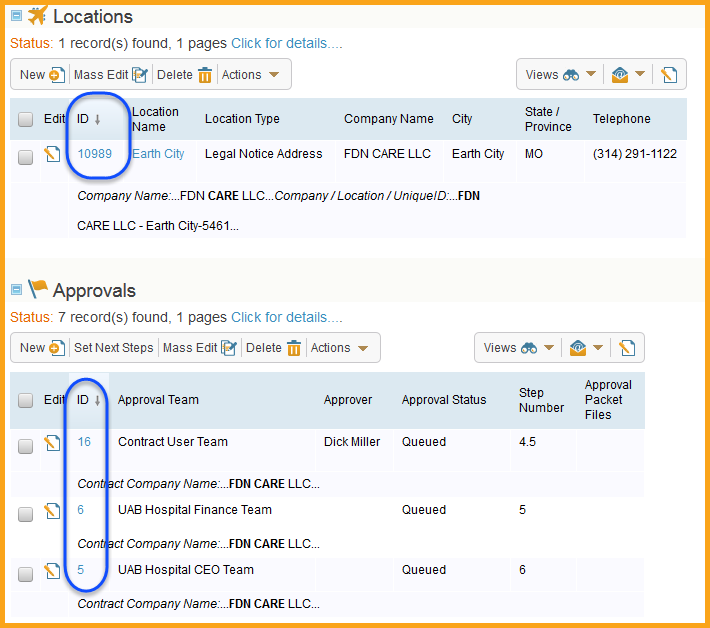 Locations
Status: 1 record(s) found, 1 pages Click for details....
New Mass Edit Delete Actions Views
Edit ID Location Name Location Type Company Name City State / Province Telephone
10989 Earth City Legal Notice Address FDN CARE LLC Earth City MO (314) 291-1122
Company Name:...FDN CARE LLC...Company / Location / UniqueID:...FDN
CARE LLC - Earth City-5461...
Approvals
Status: 7 record(s) found, 1 pages Click for details....
New Set Next Steps Mass Edit Delete Actions Views
Edit ID Approval Team Approver Approval Status Step Number Approval Packet Files
16 Contract User Team Dick Miller Queued 4.5
Contract Company Name:...FDN CARE LLC...
6 UAB Hospital Finance Team Queued 5
Contract Company Name:...FDN CARE LLC...
5 UAB Hospital CEO Team Queued 6
Contract Company Name:...FDN CARE LLC...